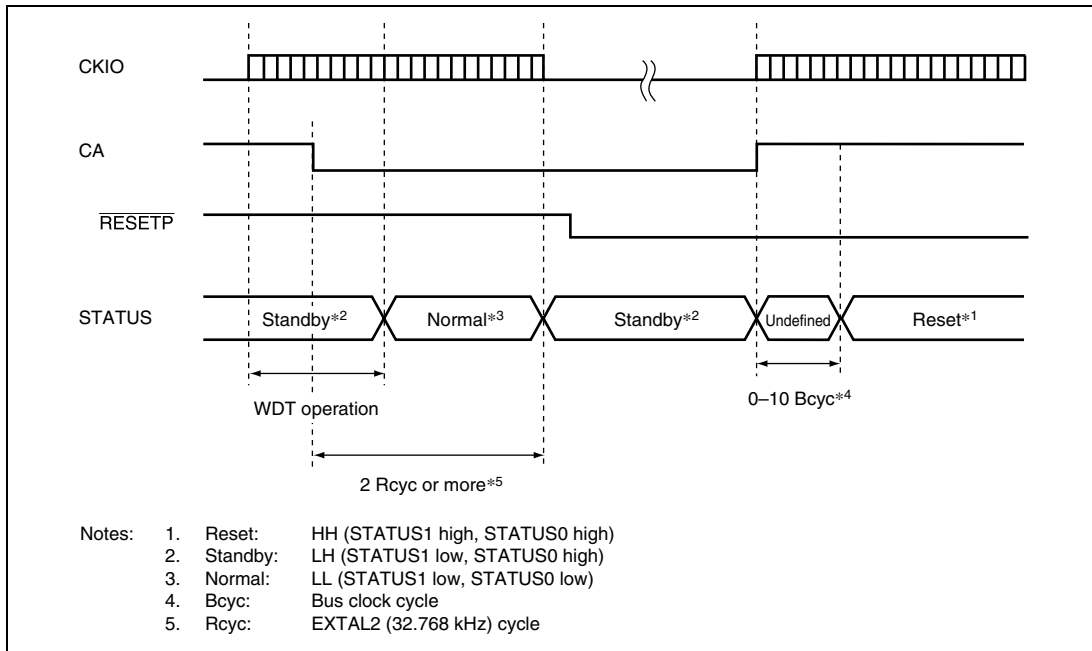 CKIO
CA
RESETP
STATUS
Standby*2
Normal*3
Standby*2
Undefined
Reset*1
WDT operation
0–10 Bcyc*4
2 Rcyc or more*5
Notes: 1. Reset: HH (STATUS1 high, STATUS0 high)
2. Standby: LH (STATUS1 low, STATUS0 high)
3. Normal: LL (STATUS1 low, STATUS0 low)
4. Bcyc: Bus clock cycle
5. Rcyc: EXTAL2 (32.768 kHz) cycle